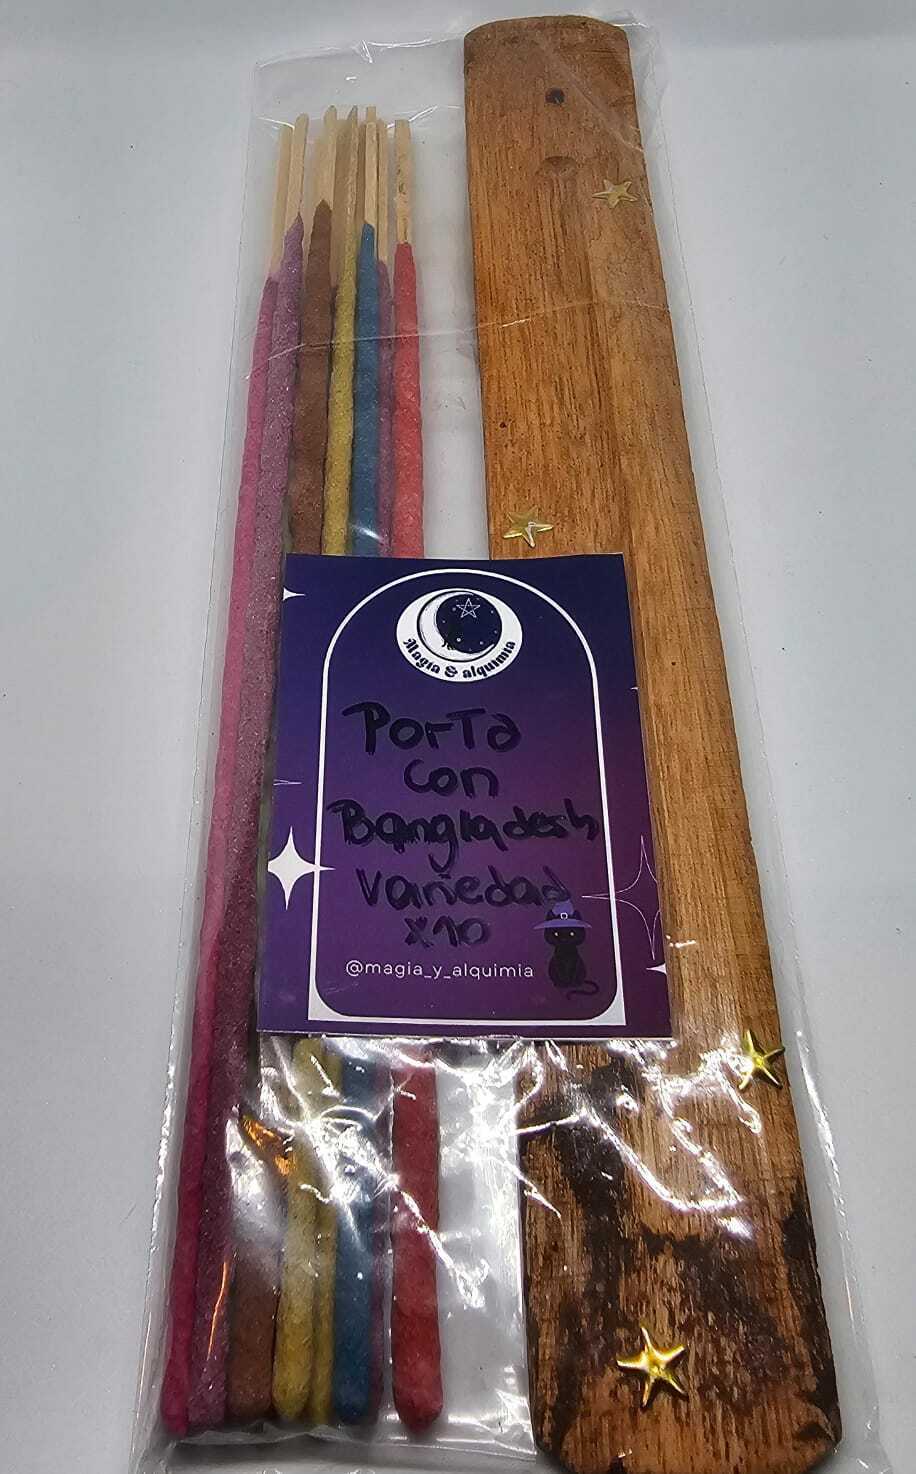 Magia & alquimia
Porta
con
Bangladesh
Variedad
x10
@magia_y_alquimia